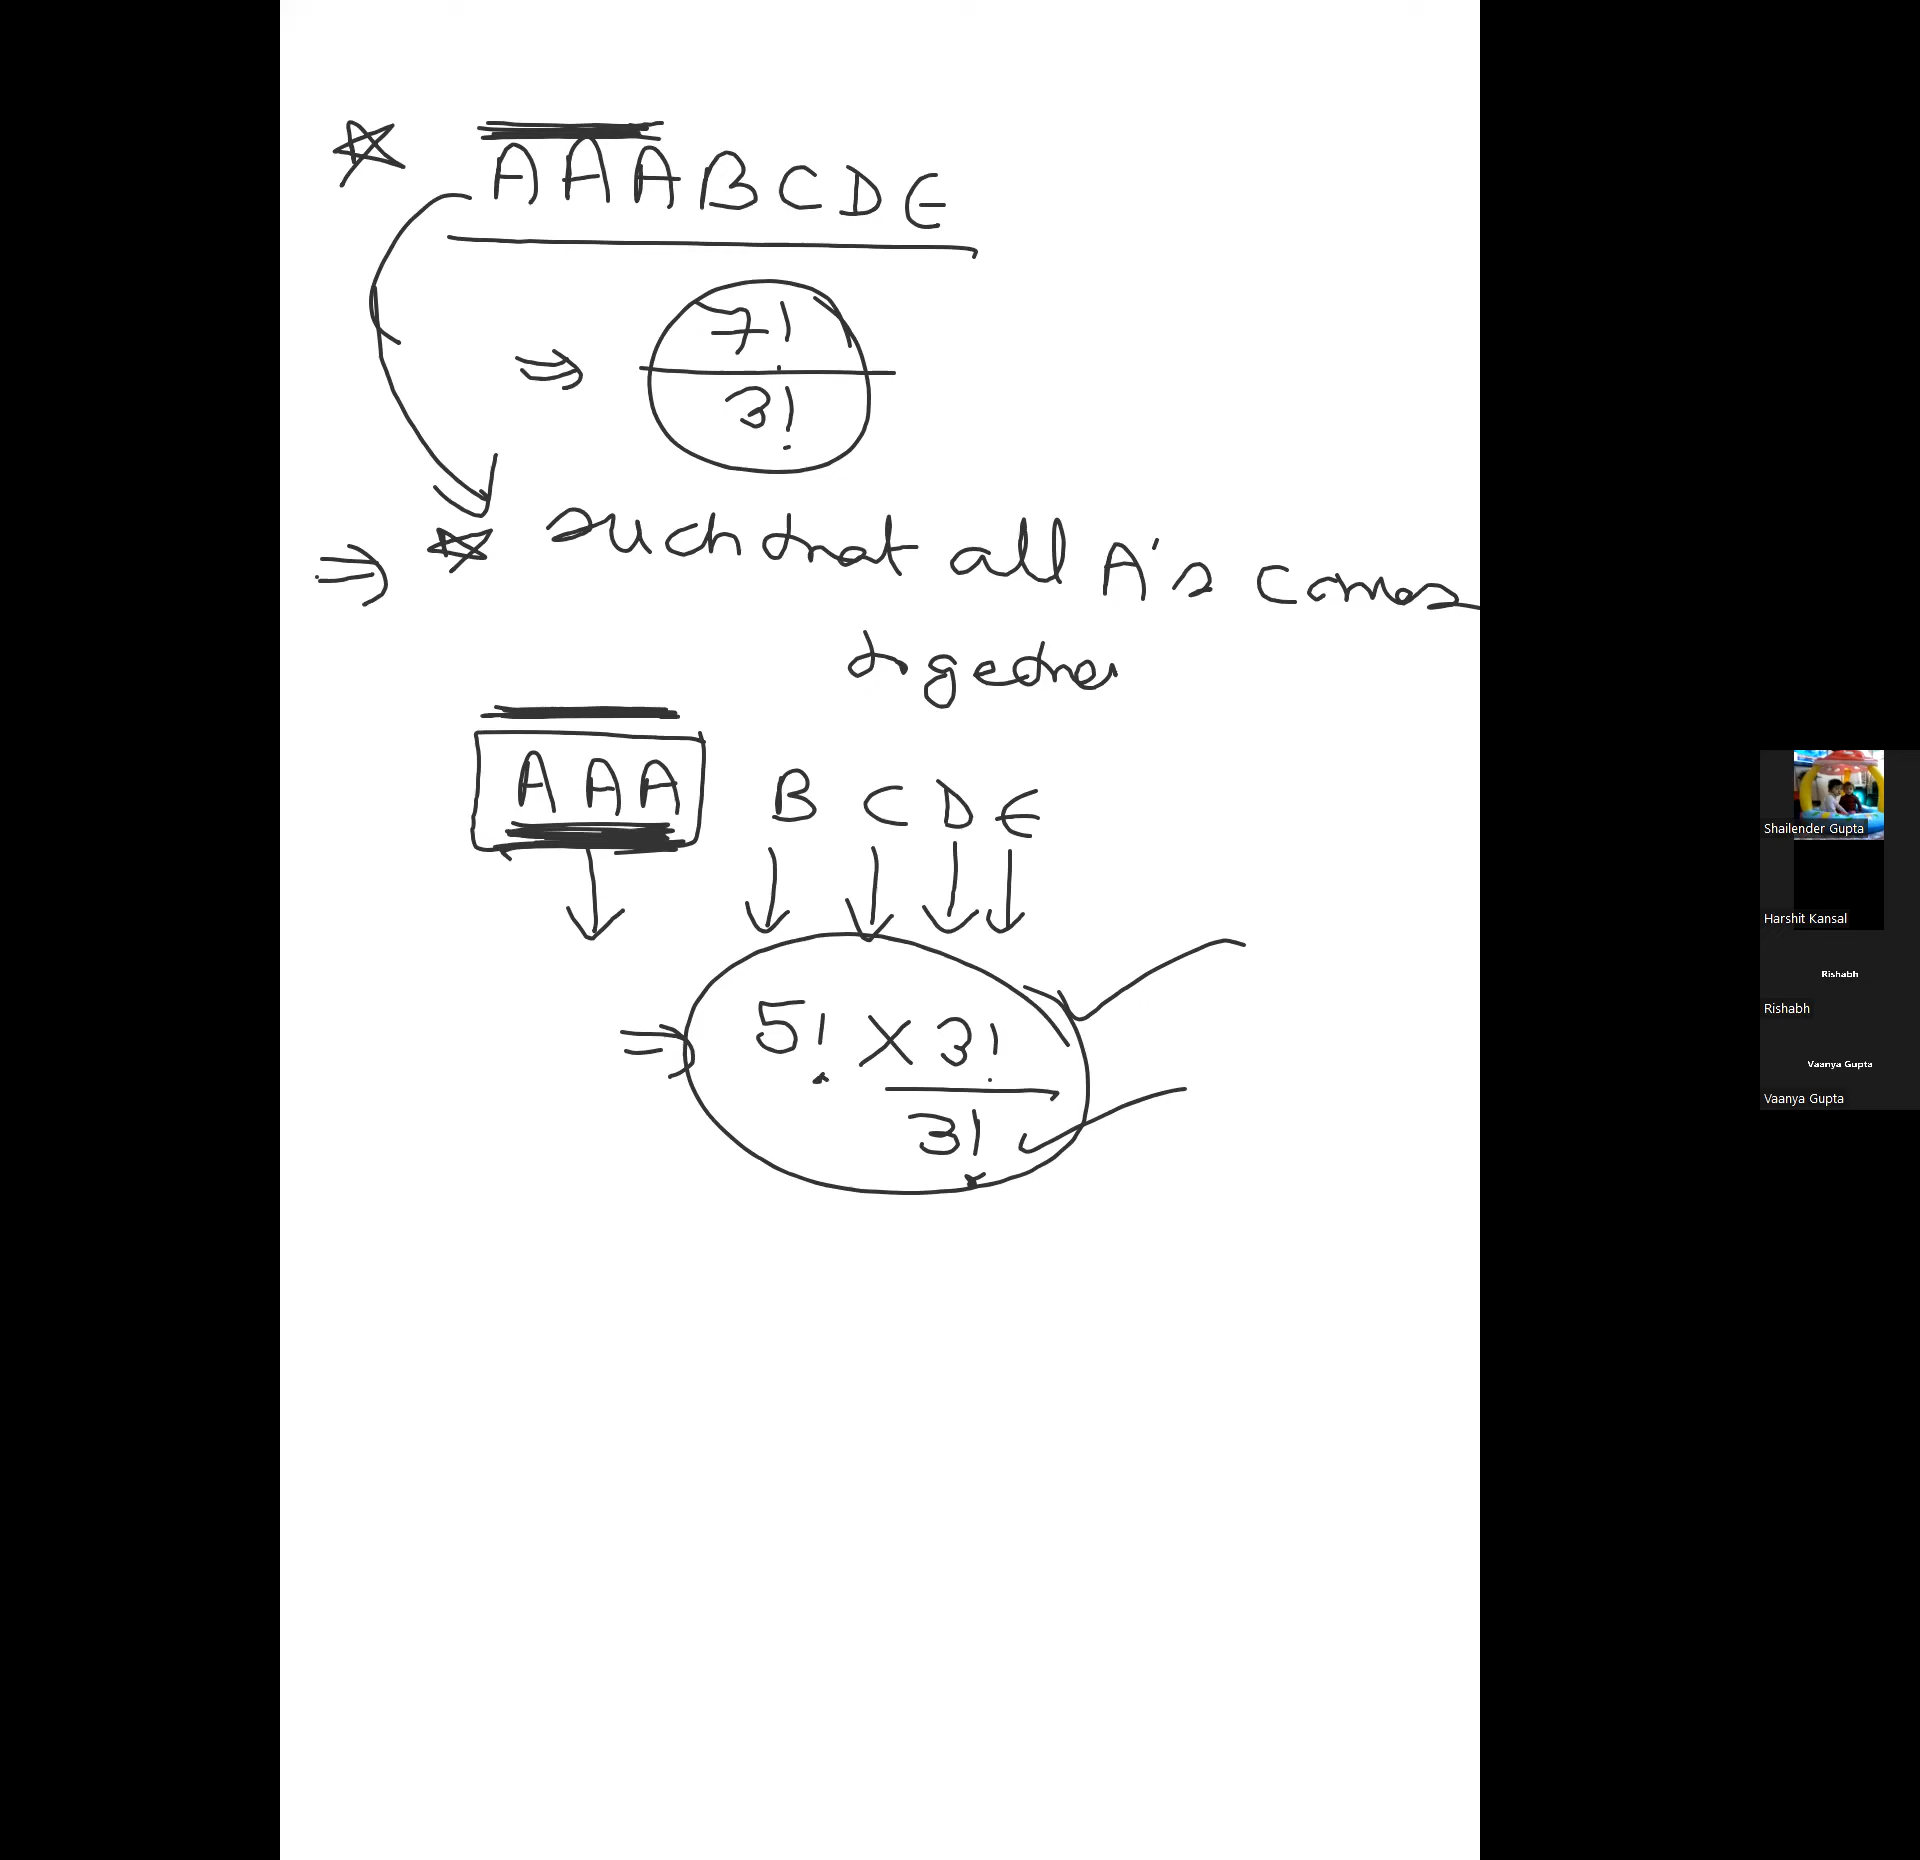 AAABCDE
⇒ 7!
3!
⇒ such that all A's comes
together
AAA B C D E
⇒ 5! × 3!
3!
Shailender Gupta
Harshit Kansal
Rishabh
Rishabh
Vaanya Gupta
Vaanya Gupta